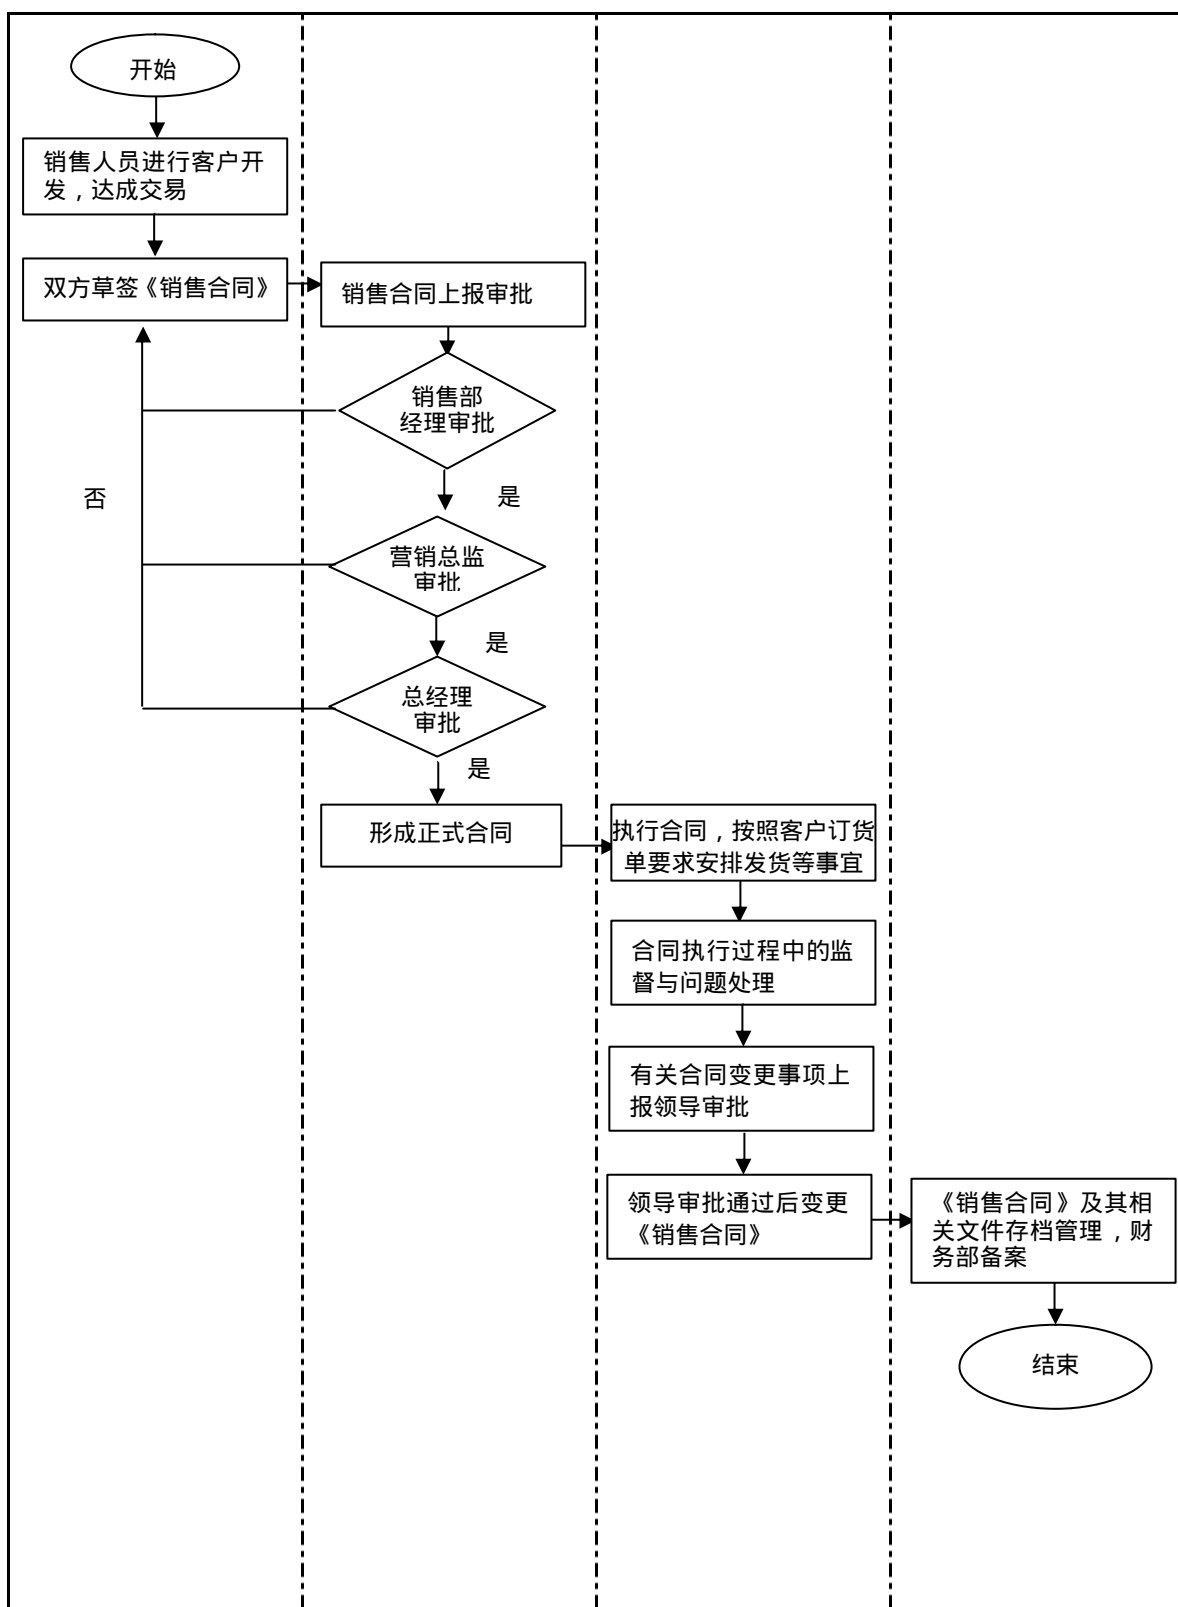 开始
销售人员进行客户开
发，达成交易
双方草签《销售合同》
销售合同上报审批
销售部
经理审批
否
是
营销总监
审批
是
总经理
审批
是
形成正式合同
执行合同，按照客户订货
单要求安排发货等事宜
合同执行过程中的监
督与问题处理
有关合同变更事项上
报领导审批
领导审批通过后变更
《销售合同》
《销售合同》及其相
关文件存档管理，财
务部备案
结束